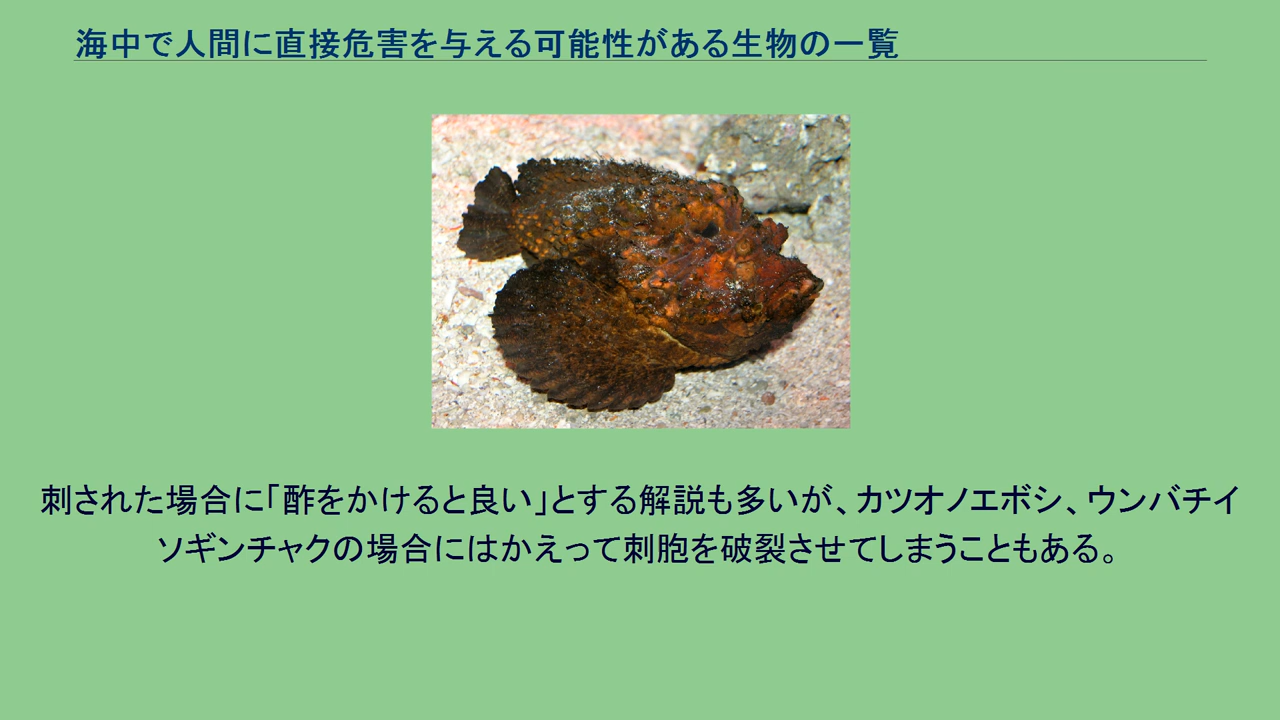 海中で人間に直接危害を与える可能性がある生物の一覧
刺された場合に「酢をかけると良い」とする解説も多いが、カツオノエボシ、ウンバチイ
ソギンチャクの場合にはかえって刺胞を破裂させてしまうこともある。